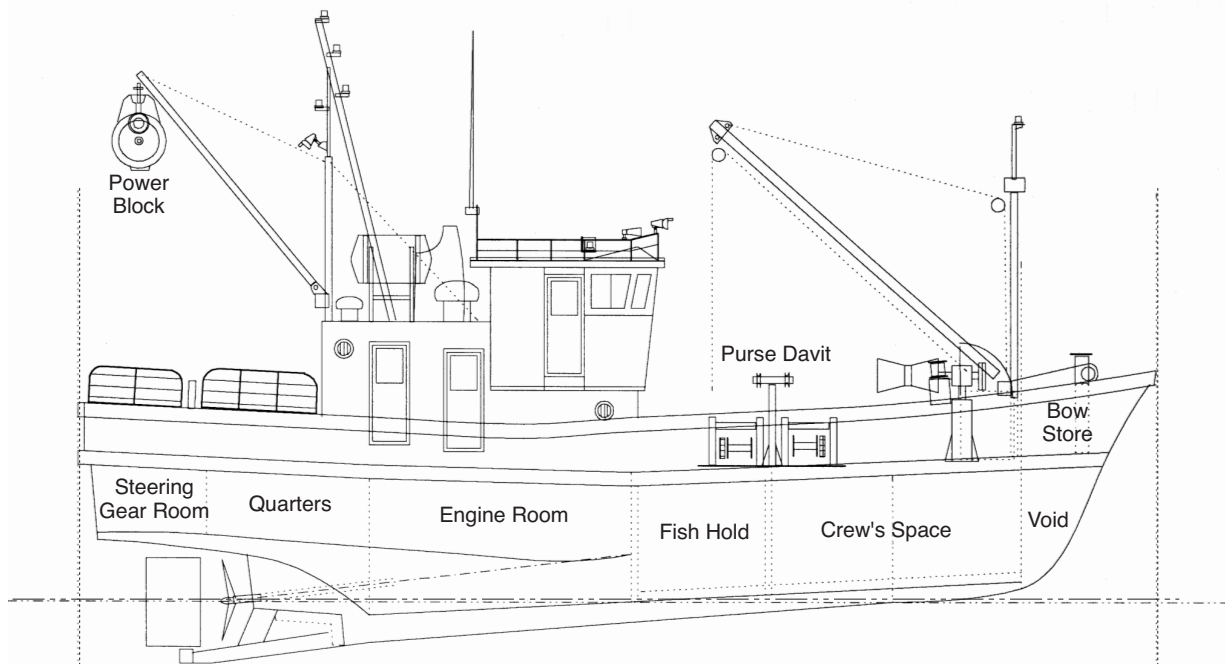 Power
Block
Purse Davit
Bow
Store
Steering
Gear Room
Quarters
Engine Room
Fish Hold
Crew's Space
Void